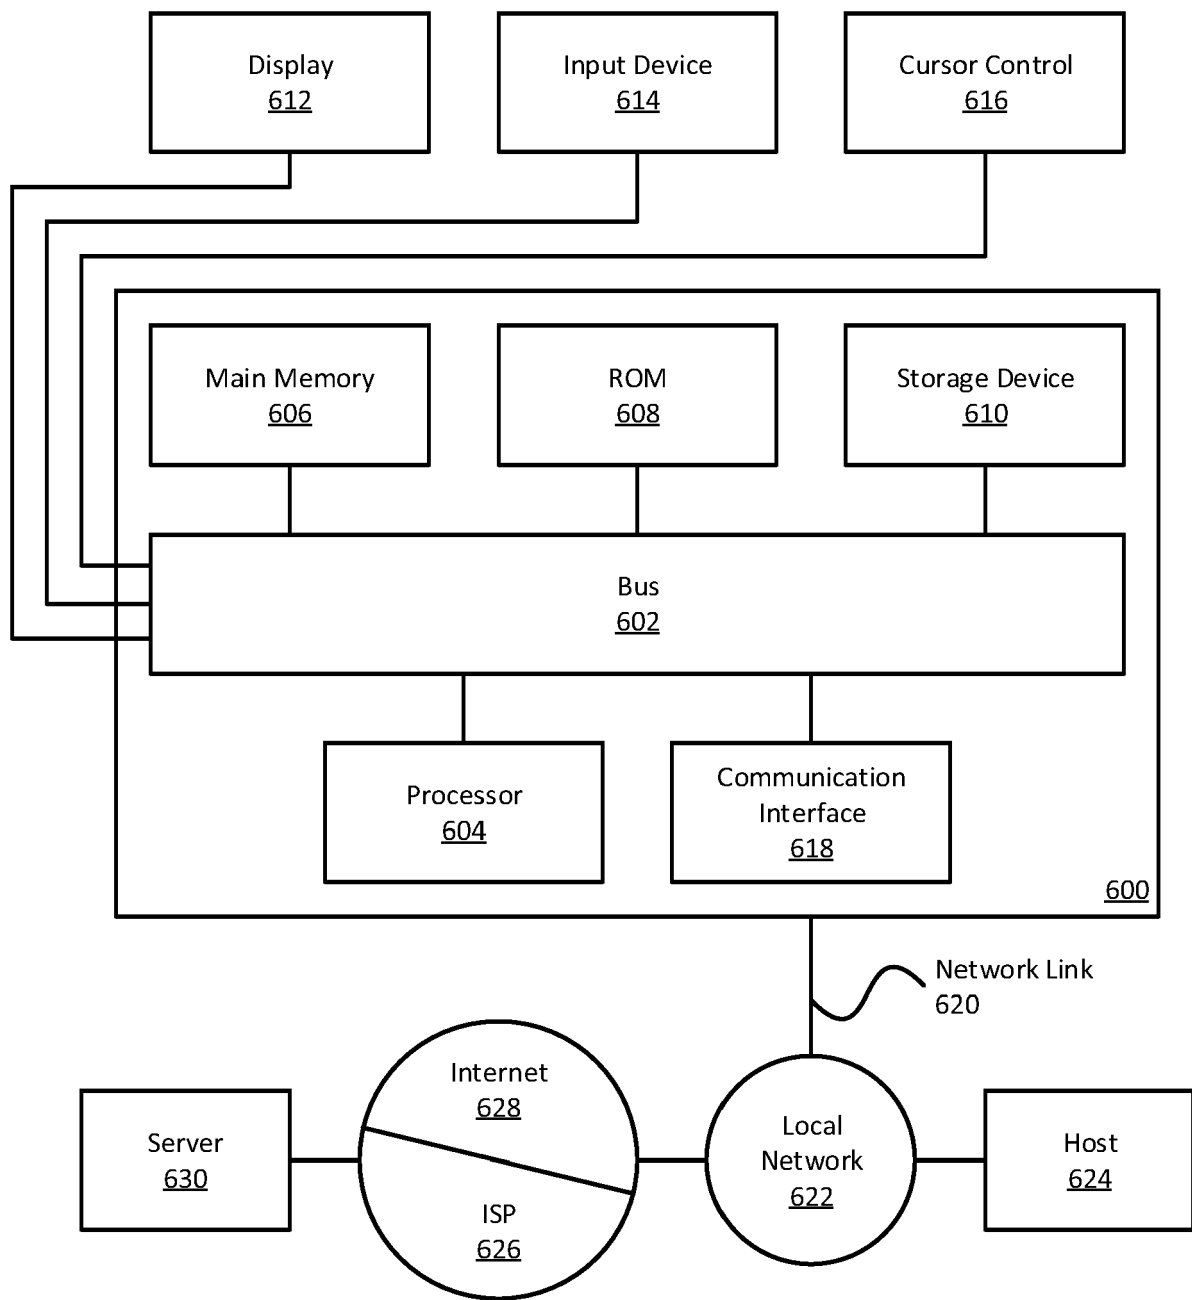 Display
612
Input Device
614
Cursor Control
616
Main Memory
606
ROM
608
Storage Device
610
Bus
602
Processor
604
Communication
Interface
618
600
Network Link
620
Internet
628
Server
630
ISP
626
Local
Network
622
Host
624